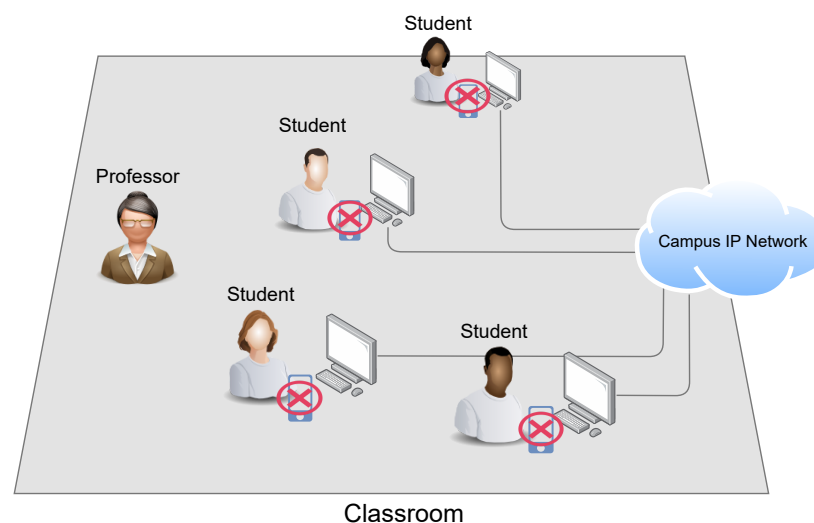 Student
Student
Professor
Campus IP Network
Student
Student
Classroom